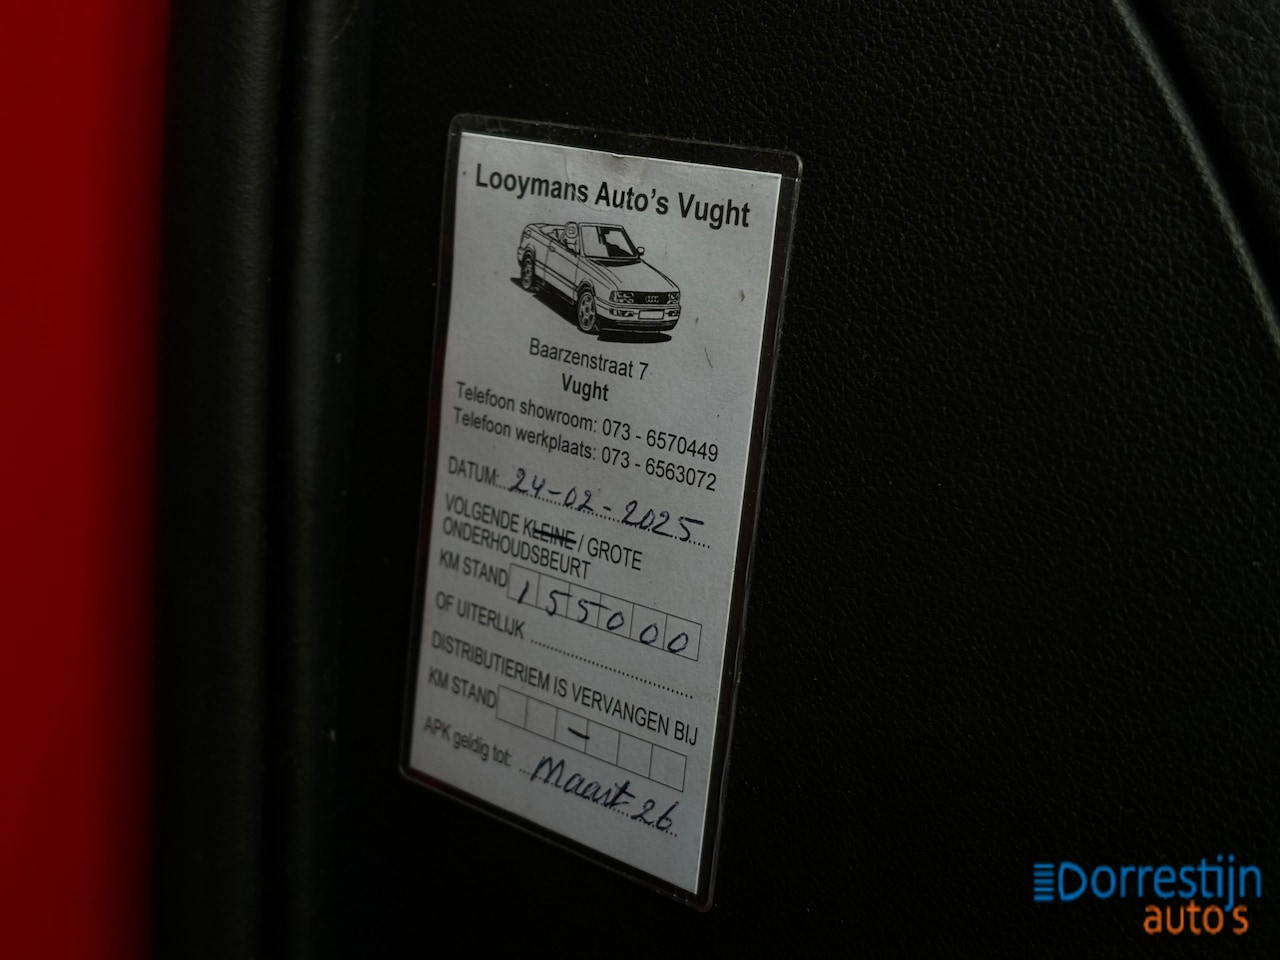 Looymans Auto's Vught
Baarzenstraat 7
Vught
Telefoon showroom: 073 - 6570449
Telefoon werkplaats: 073 - 6563072
DATUM: 24-02-2025
VOLGENDE KLEINE / GROTE
ONDERHOUDSBEURT
KM STAND 155000
OF UITERLIJK
DISTRIBUTIERIEM IS VERVANGEN BIJ
KM STAND -
APK geldig tot: Maart 26
Dorrestijn
auto's